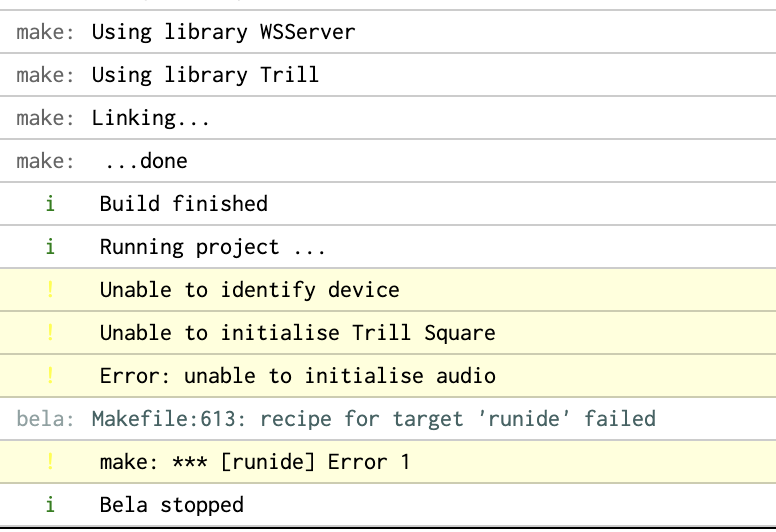 make: Using library WSServer
make: Using library Trill
make: Linking...
make: ...done
i Build finished
i Running project ...
! Unable to identify device
! Unable to initialise Trill Square
! Error: unable to initialise audio
bela: Makefile:613: recipe for target 'runide' failed
! make: *** [runide] Error 1
i Bela stopped